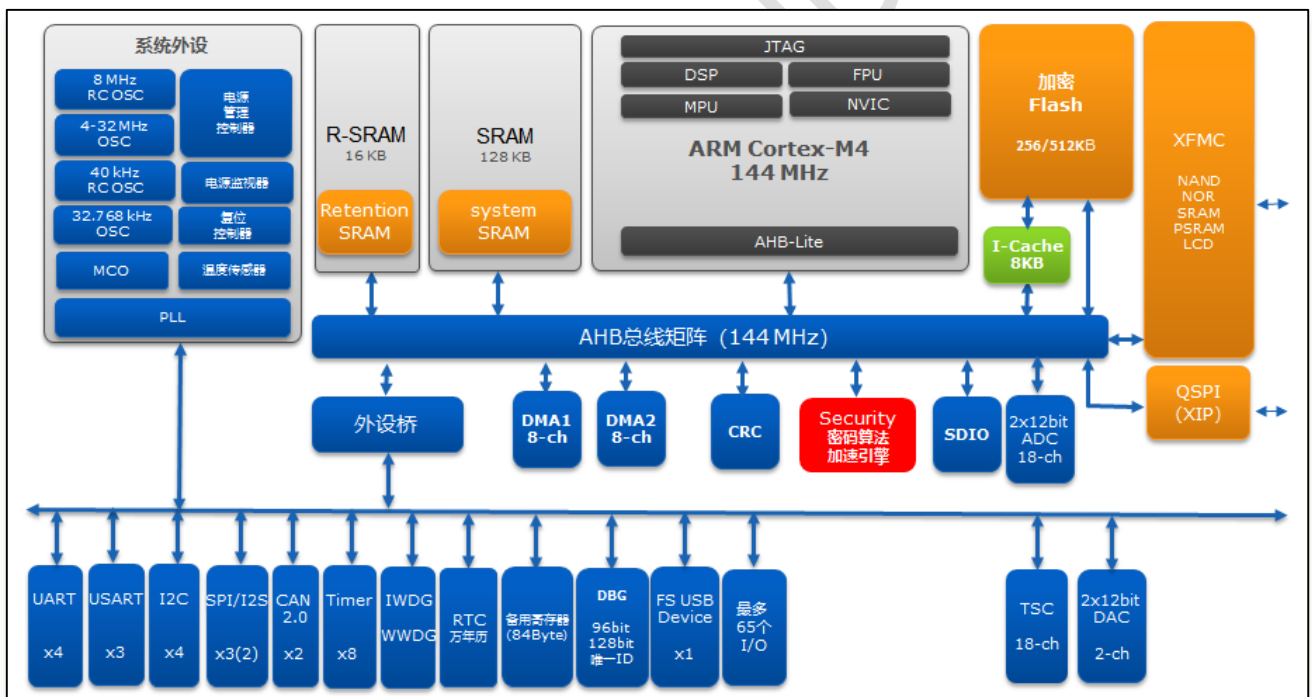 系统外设
8 MHz
RC OSC
4-32 MHz
OSC
40 kHz
RC OSC
32.768 kHz
OSC
MCO
电源
管理
控制器
电源监视器
复位
控制器
温度传感器
PLL
R-SRAM
16 KB
Retention
SRAM
SRAM
128 KB
system
SRAM
JTAG
DSP
FPU
MPU
NVIC
ARM Cortex-M4
144 MHz
AHB-Lite
加密
Flash
256/512KB
I-Cache
8KB
XFMC
NAND
NOR
SRAM
PSRAM
LCD
AHB总线矩阵 (144 MHz)
外设桥
DMA1
8-ch
DMA2
8-ch
CRC
Security
密码算法
加速引擎
SDIO
2x12bit
ADC
18-ch
QSPI
(XIP)
UART
x4
USART
x3
I2C
x4
SPI/I2S
x3(2)
CAN
2.0
x2
Timer
x8
IWDG
WWDG
RTC
万年历
备用寄存器
(84Byte)
DBG
96bit
128bit
唯一ID
FS USB
Device
x1
最多
65个
I/O
TSC
18-ch
2x12bit
DAC
2-ch